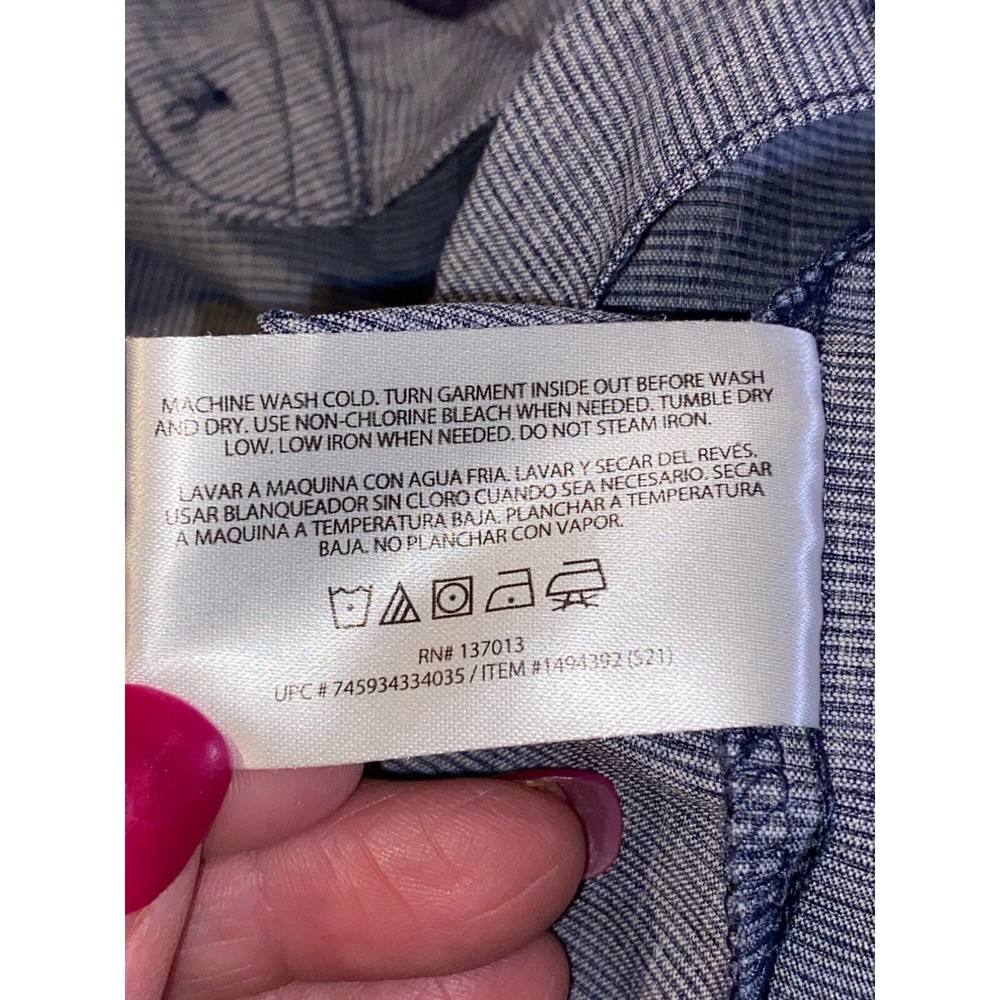 MACHINE WASH COLD. TURN GARMENT INSIDE OUT BEFORE WASH
AND DRY. USE NON-CHLORINE BLEACH WHEN NEEDED. TUMBLE DRY
LOW. LOW IRON WHEN NEEDED. DO NOT STEAM IRON.
LAVAR A MAQUINA CON AGUA FRIA. LAVAR Y SECAR DEL REVÉS.
USAR BLANQUEADOR SIN CLORO CUANDO SEA NECESARIO. SECAR
A MAQUINA A TEMPERATURA BAJA. PLANCHAR A TEMPERATURA
BAJA. NO PLANCHAR CON VAPOR.
RN# 137013
UPC # 745934334035 / ITEM #1494392 (S21)